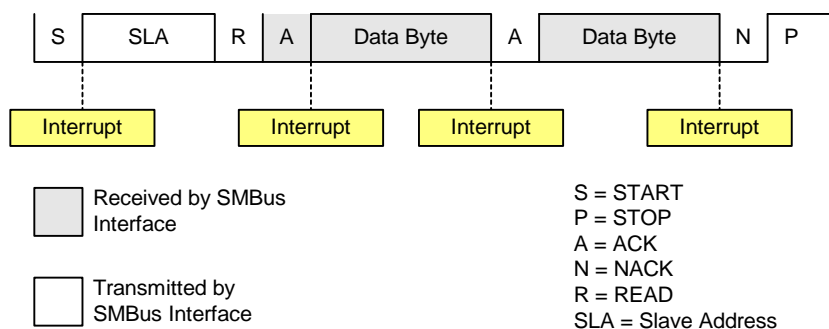 S SLA R A Data Byte A Data Byte N P
Interrupt Interrupt Interrupt Interrupt
Received by SMBus
Interface
Transmitted by
SMBus Interface
S = START
P = STOP
A = ACK
N = NACK
R = READ
SLA = Slave Address